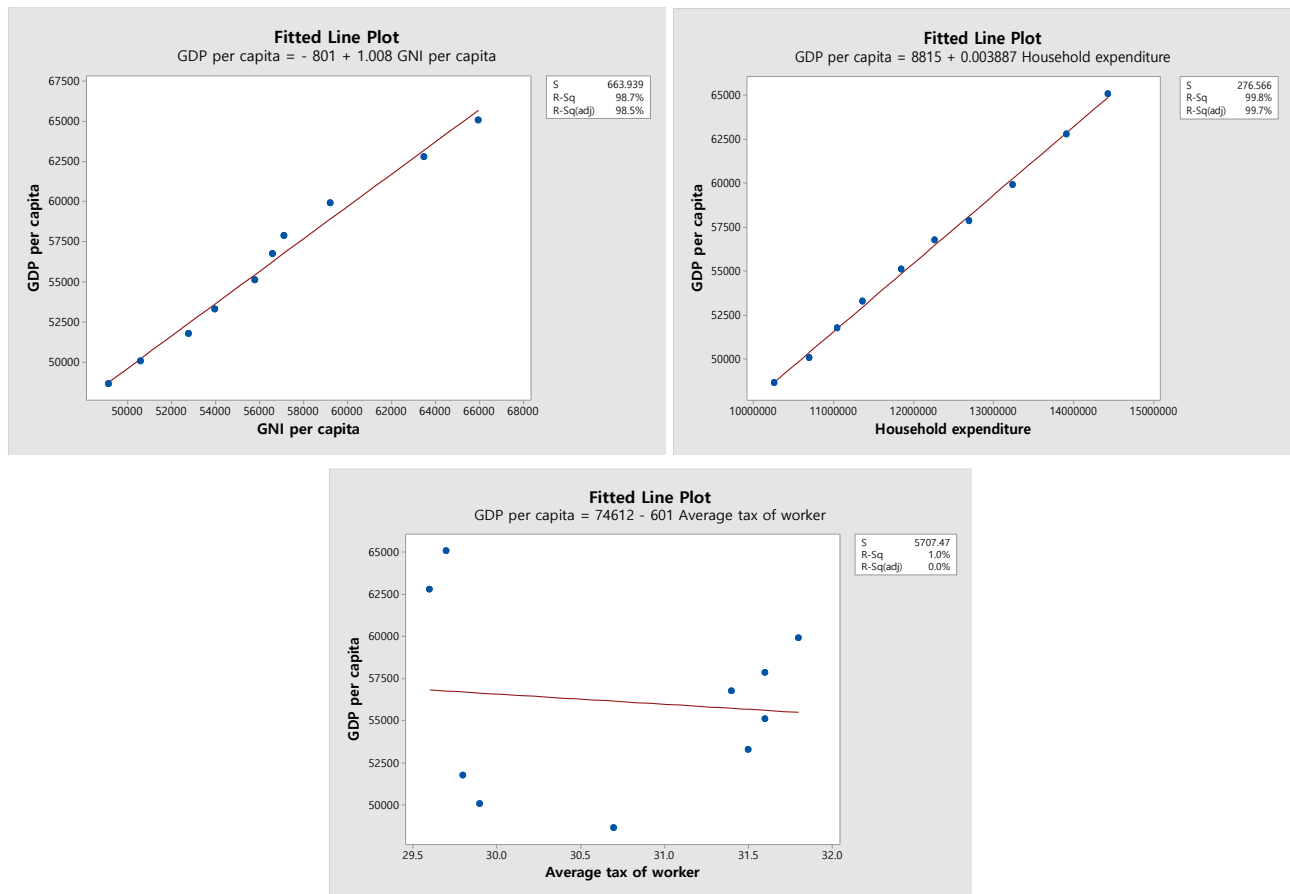 Fitted Line Plot
GDP per capita = - 801 + 1.008 GNI per capita
S 663.939
R-Sq 98.7%
R-Sq(adj) 98.5%
67500
65000
62500
60000
57500
55000
52500
50000
GDP per capita
50000 52000 54000 56000 58000 60000 62000 64000 66000 68000
GNI per capita
Fitted Line Plot
GDP per capita = 8815 + 0.003887 Household expenditure
S 276.566
R-Sq 99.8%
R-Sq(adj) 99.7%
65000
62500
60000
57500
55000
52500
50000
GDP per capita
10000000 11000000 12000000 13000000 14000000 15000000
Household expenditure
Fitted Line Plot
GDP per capita = 74612 - 601 Average tax of worker
S 5707.47
R-Sq 1.0%
R-Sq(adj) 0.0%
65000
62500
60000
57500
55000
52500
50000
GDP per capita
29.5 30.0 30.5 31.0 31.5 32.0
Average tax of worker